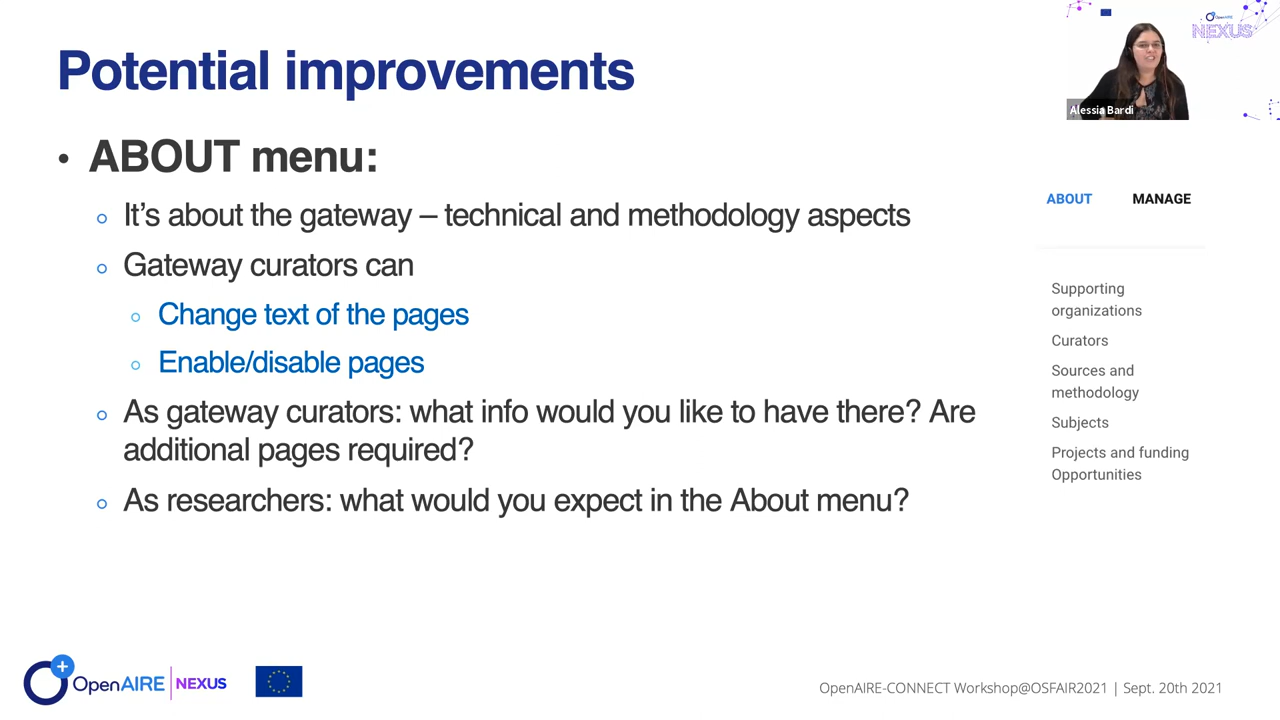 Potential improvements
OpenAIRE
NEXUS
Alessia Bardi
• ABOUT menu:
It's about the gateway – technical and methodology aspects
Gateway curators can
Change text of the pages
Enable/disable pages
As gateway curators: what info would you like to have there? Are
additional pages required?
As researchers: what would you expect in the About menu?
ABOUT MANAGE
Supporting
organizations
Curators
Sources and
methodology
Subjects
Projects and funding
Opportunities
OpenAIRE | NEXUS
OpenAIRE-CONNECT Workshop@OSFAIR2021 | Sept. 20th 2021